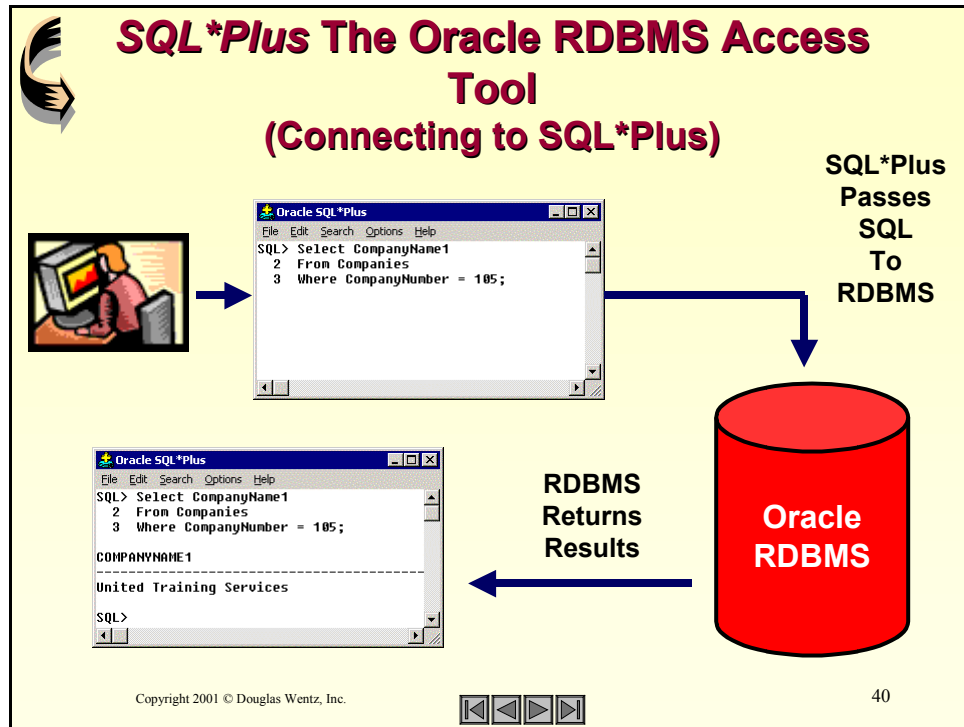 SQL*Plus The Oracle RDBMS Access
Tool
(Connecting to SQL*Plus)
SQL*Plus
Passes
SQL
To
RDBMS
Oracle SQL*Plus
File Edit Search Options Help
SQL> Select CompanyName1
2 From Companies
3 Where CompanyNumber = 105;
Oracle SQL*Plus
File Edit Search Options Help
SQL> Select CompanyName1
2 From Companies
3 Where CompanyNumber = 105;
COMPANYNAME1
--------------------------------------------
United Training Services
SQL>
RDBMS
Returns
Results
Oracle
RDBMS
Copyright 2001 © Douglas Wentz, Inc.
40